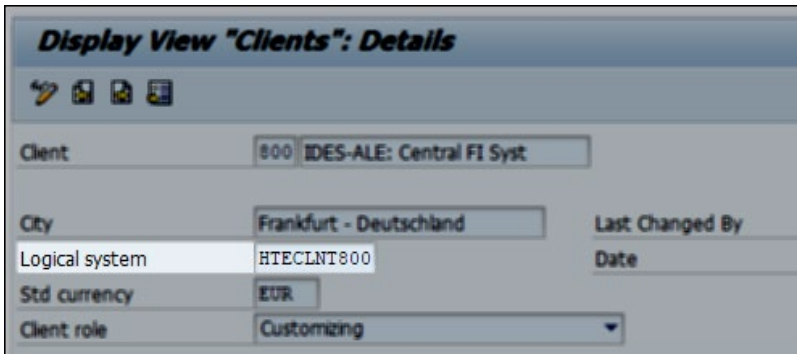 Display View "Clients": Details
Client 800 IDES-ALE: Central FI Syst
City Frankfurt - Deutschland Last Changed By
Logical system HTECLNT800 Date
Std currency EUR
Client role Customizing